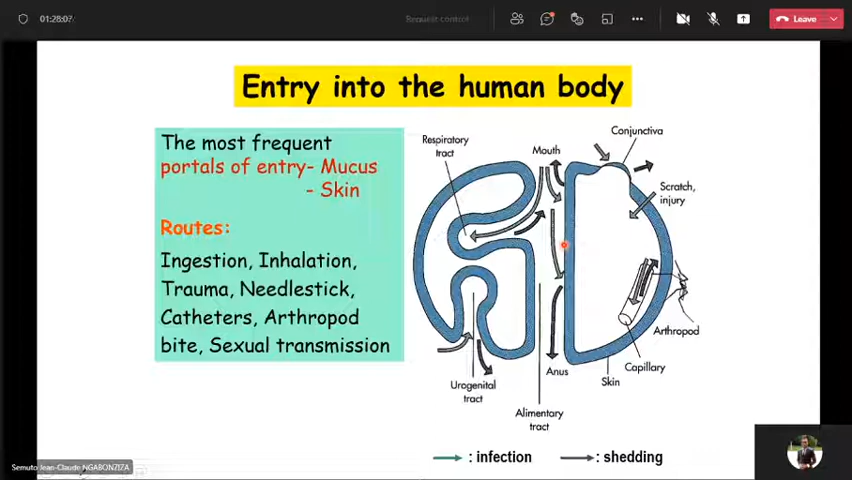 01:28:07
Request control
Leave
Entry into the human body
The most frequent
portals of entry- Mucus
- Skin
Routes:
Ingestion, Inhalation,
Trauma, Needlestick,
Catheters, Arthropod
bite, Sexual transmission
Respiratory
tract
Mouth
Conjunctiva
Scratch,
injury
Arthropod
Capillary
Skin
Anus
Urogenital
tract
Alimentary
tract
: infection
: shedding
Semuto Jean-Claude NGABONZIZA